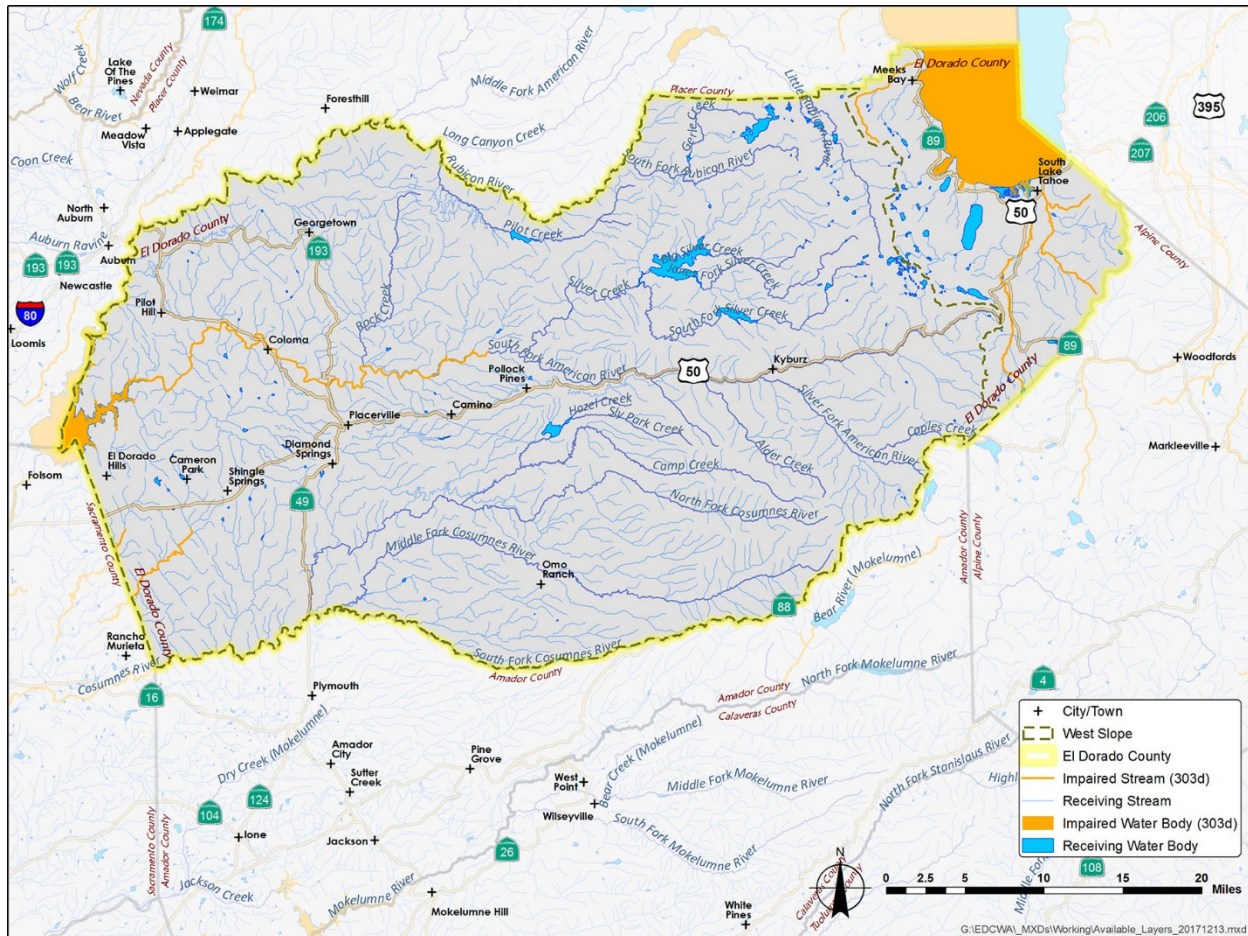 174
Lake
Of The
Pines
Weimar
Wolf Creek
Nevada County
Placer County
Bear River
Meadow
Vista
Applegate
Foresthill
Middle Fork American River
Long Canyon Creek
Coon Creek
Rubicon River
Placer County
Gerle Creek
Little Rubicon River
South Fork Rubicon River
Meeks
Bay
El Dorado County
89
206
207
395
South
Lake
Tahoe
50
Alpine County
North
Auburn
Auburn Ravine
Auburn
193
193
Newcastle
El Dorado County
Georgetown
193
Pilot Creek
80
Loomis
Pilot
Hill
Rock Creek
Silver Creek
Jones Fork Silver Creek
South Fork Silver Creek
Coloma
South Fork American River
Pollock
Pines
50
Kyburz
89
Woodfords
Placerville
Camino
Hazel Creek
Sly Park Creek
Silver Fork American River
Caples Creek
El Dorado County
Markleeville
Folsom
El Dorado
Hills
Cameron
Park
Shingle
Springs
Diamond
Springs
Camp Creek
Alder Creek
49
North Fork Cosumnes River
Sacramento County
El Dorado County
Middle Fork Cosumnes River
Omo
Ranch
Amador County
Alpine County
Bear River (Mokelumne)
88
Rancho
Murieta
Cosumnes River
South Fork Cosumnes River
Amador County
16
Plymouth
North Fork Mokelumne River
Amador County
Calaveras County
4
Dry Creek (Mokelumne)
Amador
City
Sutter
Creek
Pine
Grove
West
Point
Wilseyville
Bear Creek (Mokelumne)
Middle Fork Mokelumne River
South Fork Mokelumne River
North Fork Stanislaus River
104
124
Ione
Jackson
26
Sacramento County
Amador County
Jackson Creek
Mokelumne River
Mokelumne Hill
White
Pines
Calaveras County
Tuolumne County
108
City/Town
West Slope
El Dorado County
Impaired Stream (303d)
Receiving Stream
Impaired Water Body (303d)
Receiving Water Body
N
0 2.5 5 10 15 20
Miles
G:\EDCWA\_MXDs\Working\Available_Layers_20171213.mxd